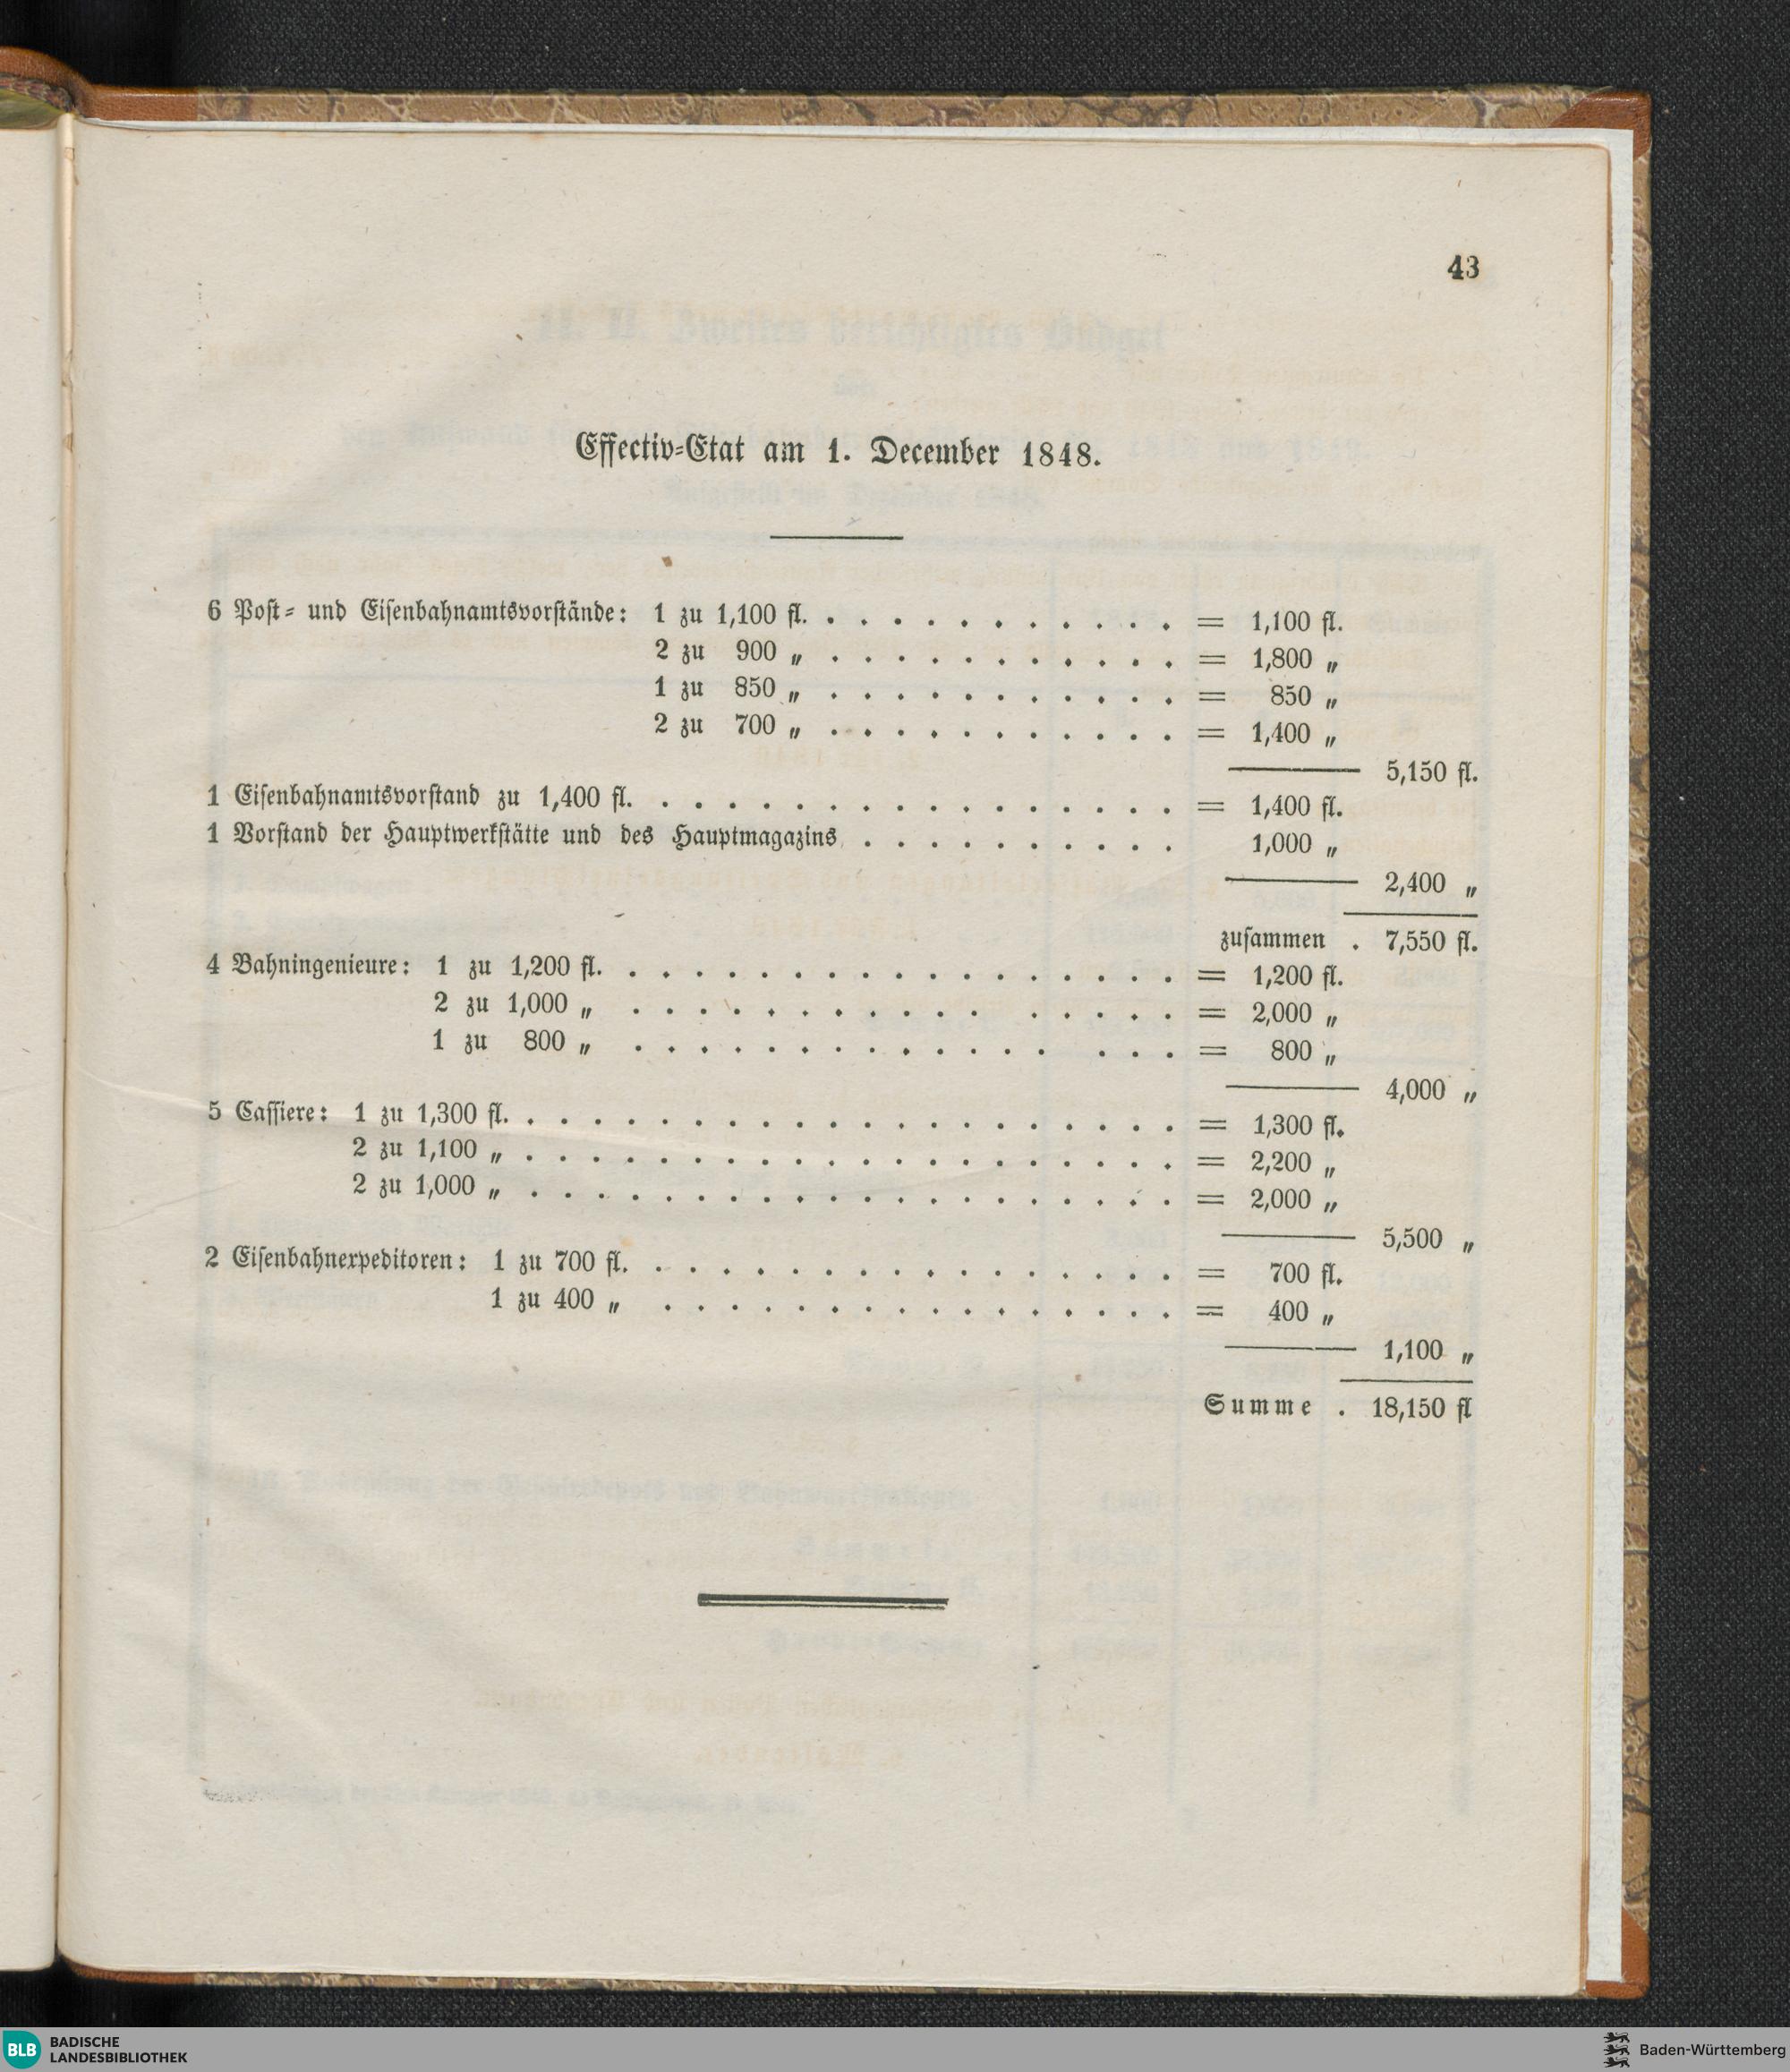 43
Effectiv-Etat am 1. December 1848.
6 Poſt- und Eiſenbahnamtsvorſtände: 1 zu 1,100 fl. . . . . . . . . . . . = 1,100 fl.
2 zu 900 „ . . . . . . . . . . . = 1,800 „
1 zu 850 „ . . . . . . . . . . . = 850 „
2 zu 700 „ . . . . . . . . . . . = 1,400 „
5,150 fl.
1 Eiſenbahnamtsvorſtand zu 1,400 fl. . . . . . . . . . . . . . . . . = 1,400 fl.
1 Vorſtand der Hauptwerkſtätte und des Hauptmagazins . . . . . . . . . . 1,000 „
2,400 „
zuſammen . 7,550 fl.
4 Bahningenieure: 1 zu 1,200 fl. . . . . . . . . . . . . . . . . . = 1,200 fl.
2 zu 1,000 „ . . . . . . . . . . . . . . . . = 2,000 „
1 zu 800 „ . . . . . . . . . . . . . . . . = 800 „
4,000 „
5 Caſſiere: 1 zu 1,300 fl. . . . . . . . . . . . . . . . . . . . . = 1,300 fl.
2 zu 1,100 „ . . . . . . . . . . . . . . . . . . . . = 2,200 „
2 zu 1,000 „ . . . . . . . . . . . . . . . . . . . . = 2,000 „
5,500 „
2 Eiſenbahnexpeditoren: 1 zu 700 fl. . . . . . . . . . . . . . . . . = 700 fl.
1 zu 400 „ . . . . . . . . . . . . . . . . = 400 „
1,100 „
Summe . 18,150 fl
BLB BADISCHE
LANDESBIBLIOTHEK
Baden-Württemberg